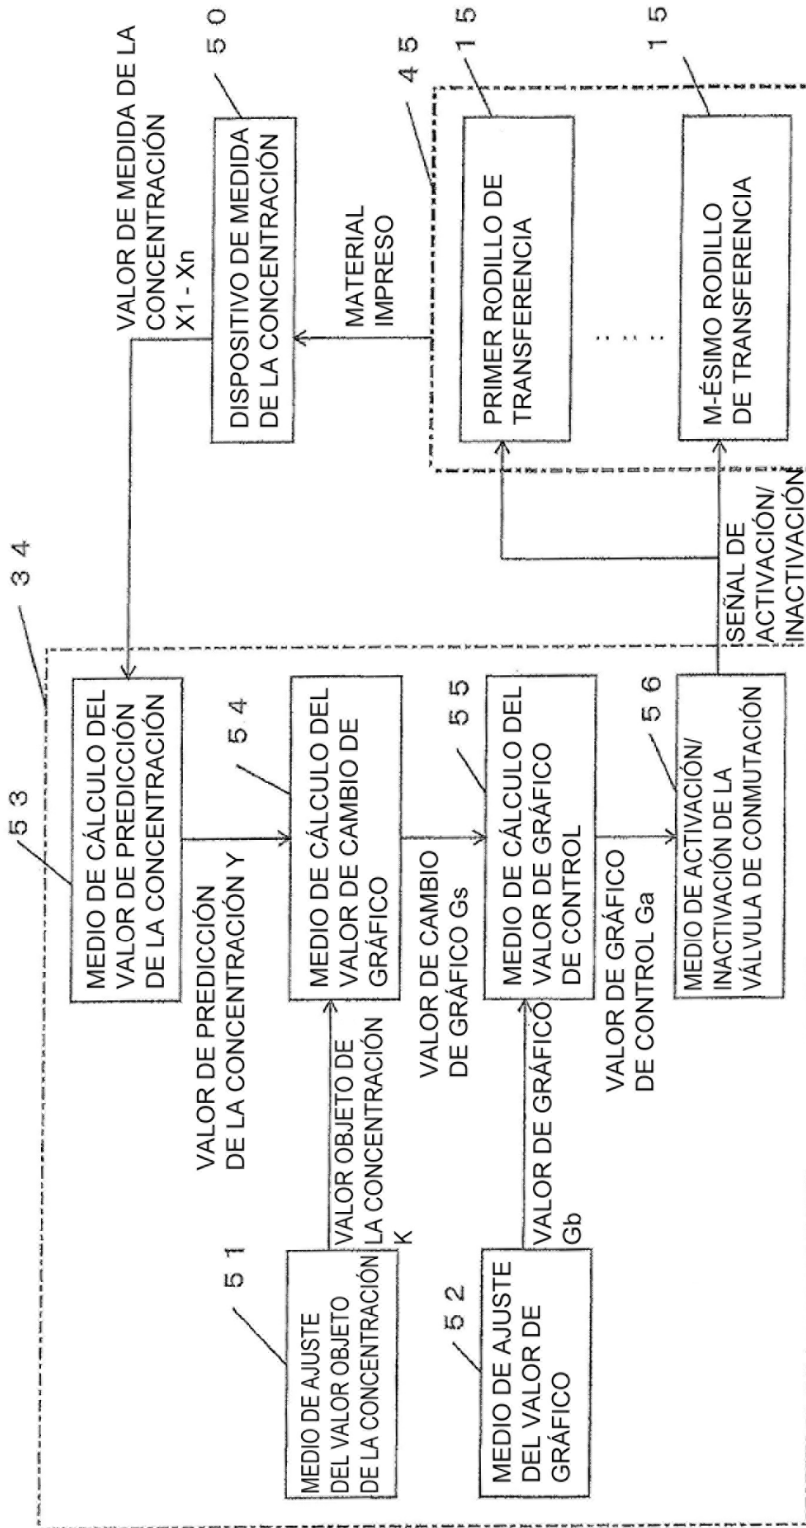 34
53
MEDIO DE CÁLCULO DEL
VALOR DE PREDICCIÓN
DE LA CONCENTRACIÓN
VALOR DE MEDIDA DE LA
CONCENTRACIÓN
X1 - Xn
50
DISPOSITIVO DE MEDIDA
DE LA CONCENTRACIÓN
VALOR DE PREDICCIÓN
DE LA CONCENTRACIÓN Y
MATERIAL
IMPRESO
51
MEDIO DE AJUSTE
DEL VALOR OBJETO
DE LA CONCENTRACIÓN
VALOR OBJETO DE
LA CONCENTRACIÓN
K
54
MEDIO DE CÁLCULO DEL
VALOR DE CAMBIO DE
GRÁFICO
VALOR DE CAMBIO
DE GRÁFICO Gs
45
15
PRIMER RODILLO DE
TRANSFERENCIA
....
52
MEDIO DE AJUSTE
DEL VALOR DE
GRÁFICO
VALOR DE GRÁFICO
Gb
55
MEDIO DE CÁLCULO DEL
VALOR DE GRÁFICO
DE CONTROL
VALOR DE GRÁFICO
DE CONTROL Ga
15
M-ÉSIMO RODILLO
DE TRANSFERENCIA
56
MEDIO DE ACTIVACIÓN/
INACTIVACIÓN DE LA
VÁLVULA DE CONMUTACIÓN
SEÑAL DE
ACTIVACIÓN/
INACTIVACIÓN